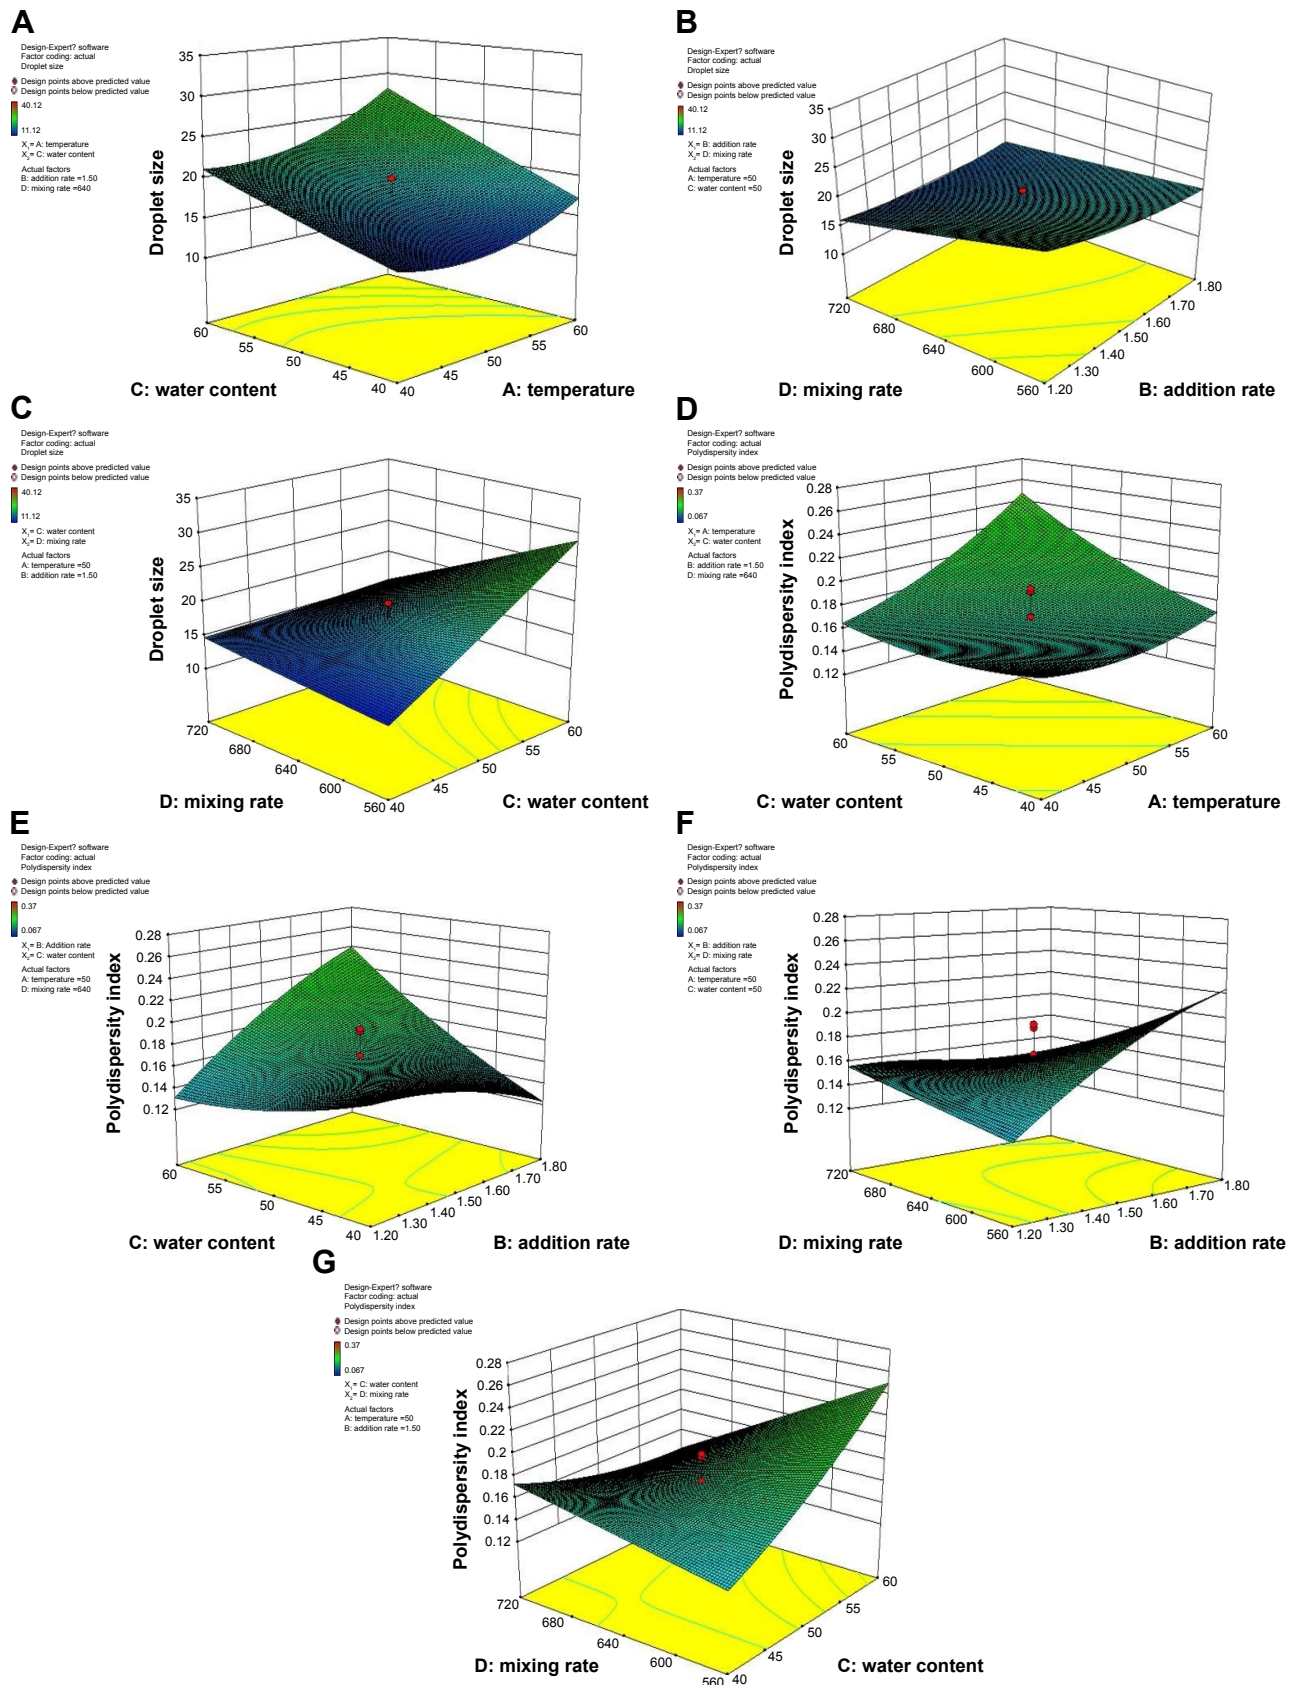 A
Design-Expert? software
Factor coding: actual
Droplet size
Design points above predicted value
Design points below predicted value
40.12
11.12
X1= A: temperature
X2= C: water content
Actual factors
B: addition rate =1.50
D: mixing rate =640
Droplet size
35
30
25
20
15
10
60
55
50
45
40
40
45
50
55
60
C: water content
A: temperature
B
Design-Expert? software
Factor coding: actual
Droplet size
Design points above predicted value
Design points below predicted value
40.12
11.12
X1= B: addition rate
X2= D: mixing rate
Actual factors
A: temperature =50
C: water content =50
Droplet size
35
30
25
20
15
10
720
680
640
600
560
1.20
1.30
1.40
1.50
1.60
1.70
1.80
D: mixing rate
B: addition rate
C
Design-Expert? software
Factor coding: actual
Droplet size
Design points above predicted value
Design points below predicted value
40.12
11.12
X1= C: water content
X2= D: mixing rate
Actual factors
A: temperature =50
B: addition rate =1.50
Droplet size
35
30
25
20
15
10
720
680
640
600
560
40
45
50
55
60
D: mixing rate
C: water content
D
Design-Expert? software
Factor coding: actual
Polydispersity index
Design points above predicted value
Design points below predicted value
0.37
0.067
X1= A: temperature
X2= C: water content
Actual factors
B: addition rate =1.50
D: mixing rate =640
Polydispersity index
0.28
0.26
0.24
0.22
0.2
0.18
0.16
0.14
0.12
60
55
50
45
40
40
45
50
55
60
C: water content
A: temperature
E
Design-Expert? software
Factor coding: actual
Polydispersity index
Design points above predicted value
Design points below predicted value
0.37
0.067
X1= B: Addition rate
X2= C: water content
Actual factors
A: temperature =50
D: mixing rate =640
Polydispersity index
0.28
0.26
0.24
0.22
0.2
0.18
0.16
0.14
0.12
60
55
50
45
40
1.20
1.30
1.40
1.50
1.60
1.70
1.80
C: water content
B: addition rate
F
Design-Expert? software
Factor coding: actual
Polydispersity index
Design points above predicted value
Design points below predicted value
0.37
0.067
X1= B: addition rate
X2= D: mixing rate
Actual factors
A: temperature =50
C: water content =50
Polydispersity index
0.28
0.26
0.24
0.22
0.2
0.18
0.16
0.14
0.12
720
680
640
600
560
1.20
1.30
1.40
1.50
1.60
1.70
1.80
D: mixing rate
B: addition rate
G
Design-Expert? software
Factor coding: actual
Polydispersity index
Design points above predicted value
Design points below predicted value
0.37
0.067
X1= C: water content
X2= D: mixing rate
Actual factors
A: temperature =50
B: addition rate =1.50
Polydispersity index
0.28
0.26
0.24
0.22
0.2
0.18
0.16
0.14
0.12
720
680
640
600
560
40
45
50
55
60
D: mixing rate
C: water content